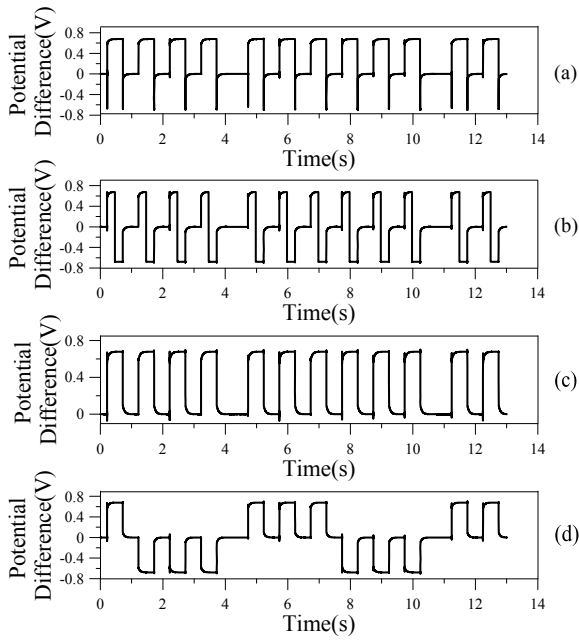 0.8
0.4
0
-0.4
-0.8
Potential
Difference(V)
0 2 4 6 8 10 12 14
Time(s)
(a)
0.8
0.4
0
-0.4
-0.8
Potential
Difference(V)
0 2 4 6 8 10 12 14
Time(s)
(b)
0.8
0.4
0
Potential
Difference(V)
0 2 4 6 8 10 12 14
Time(s)
(c)
0.8
0.4
0
-0.4
-0.8
Potential
Difference(V)
0 2 4 6 8 10 12 14
Time(s)
(d)